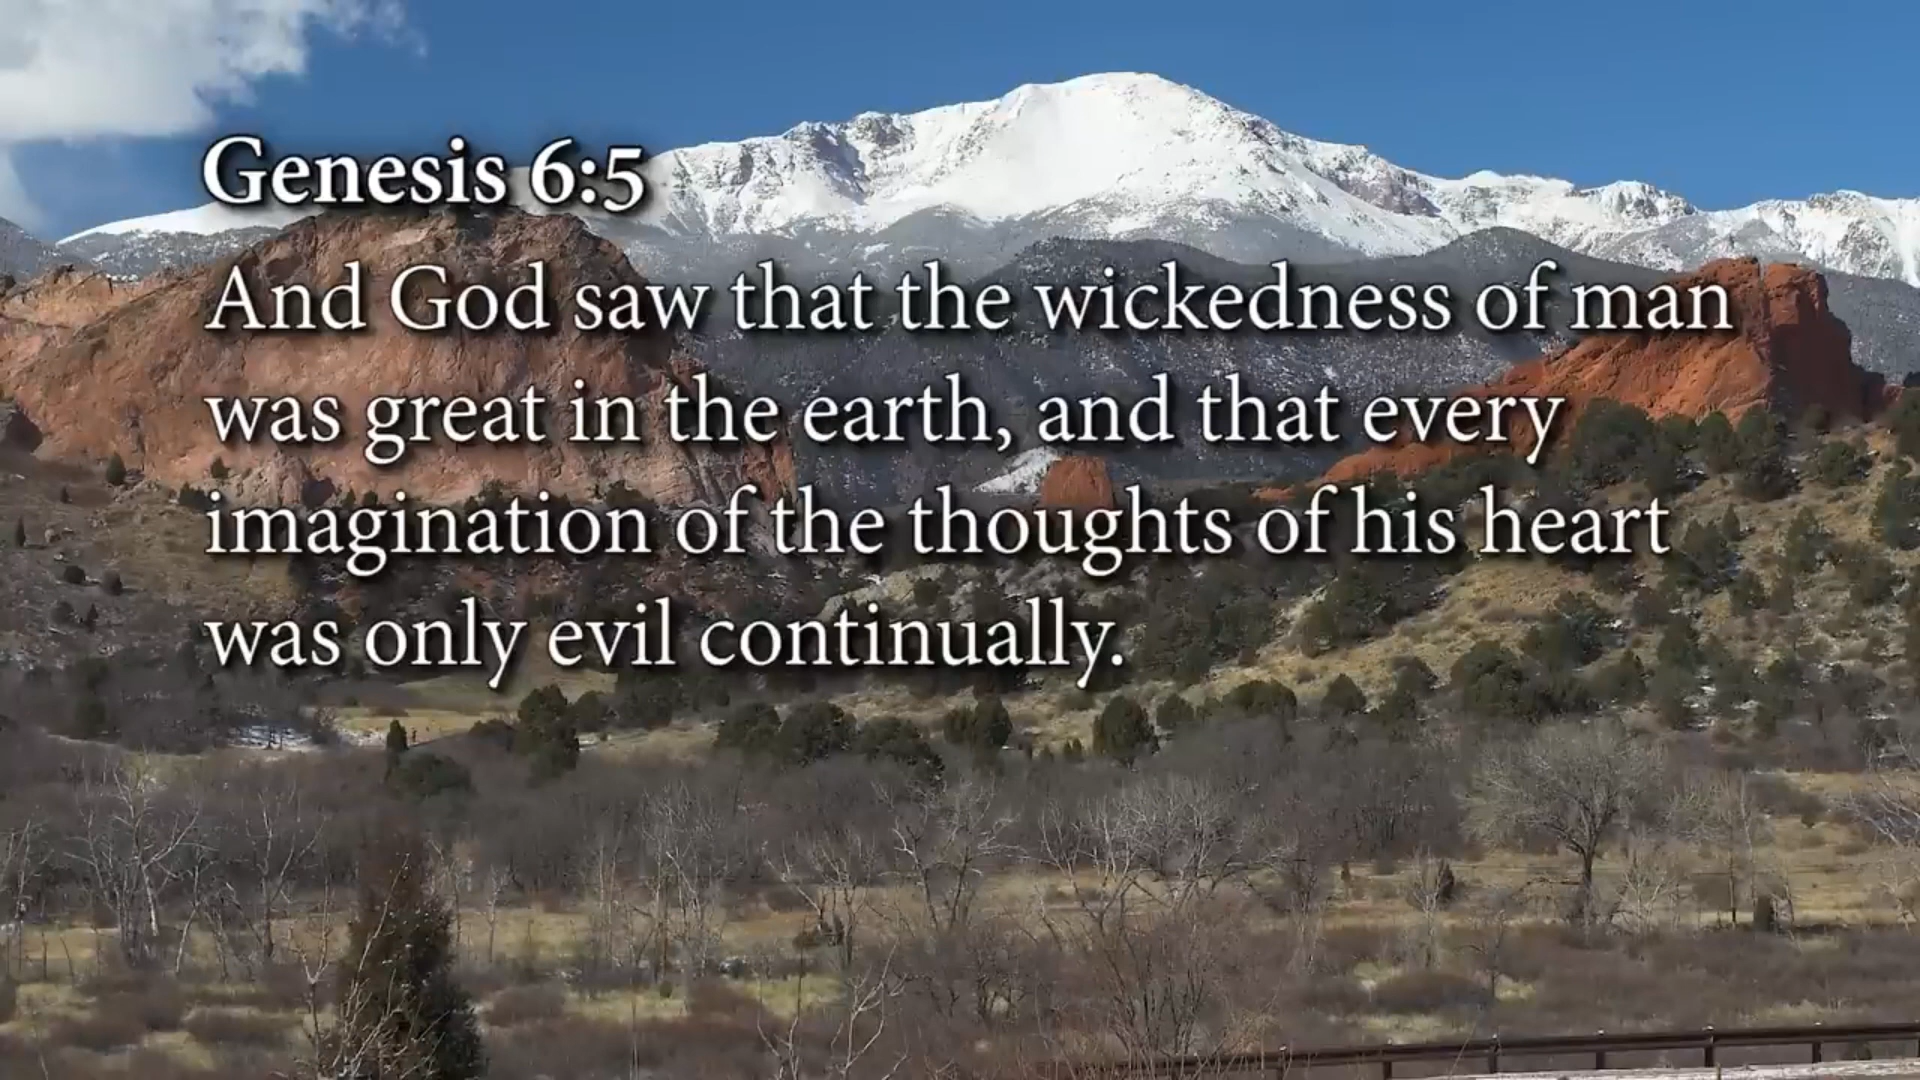 Genesis 6:5
And God saw that the wickedness of man
was great in the earth, and that every
imagination of the thoughts of his heart
was only evil continually.